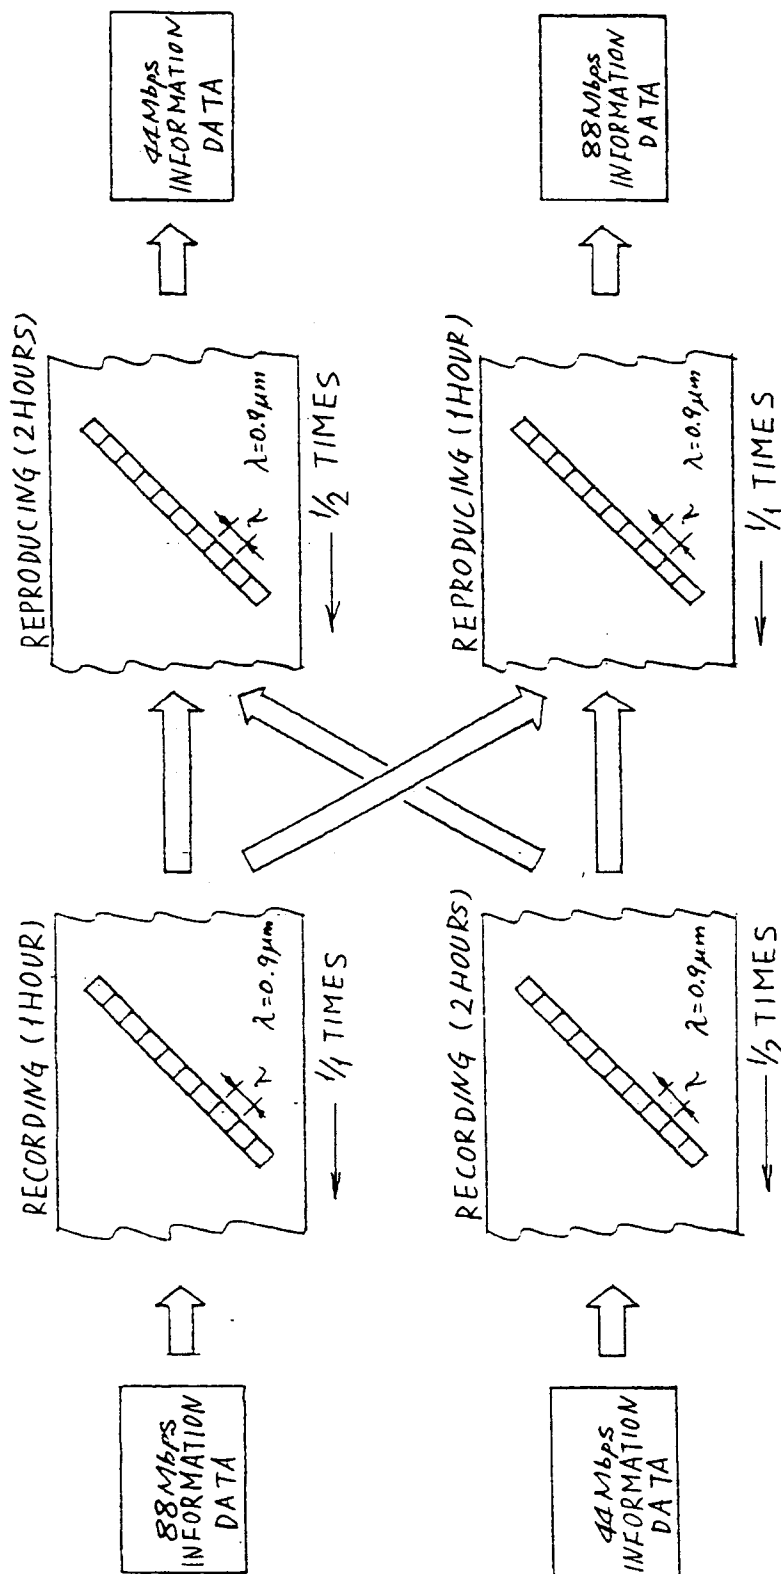 88Mbps
INFORMATION
DATA
RECORDING (1HOUR)
λ
λ=0.9μm
1/1 TIMES
REPRODUCING (2HOURS)
λ
λ=0.9μm
1/2 TIMES
44Mbps
INFORMATION
DATA
44Mbps
INFORMATION
DATA
RECORDING (2HOURS)
λ
λ=0.9μm
1/2 TIMES
REPRODUCING (1HOUR)
λ
λ=0.9μm
1/1 TIMES
88Mbps
INFORMATION
DATA